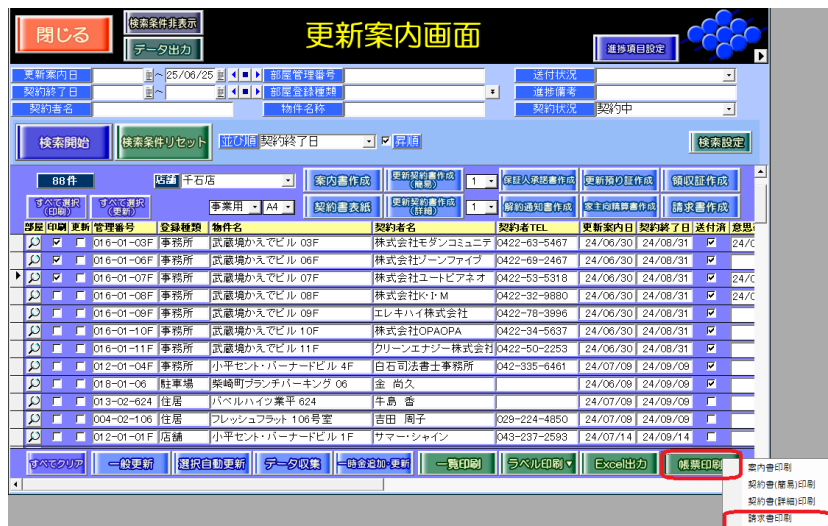 閉じる 検索条件非表示 データ出力 更新案内画面 進捗項目設定
更新案内日 ~ 25/06/25 部屋管理番号 送付状況
契約終了日 ~ 部屋登録種類 進捗備考
契約者名 物件名称 契約状況 契約中
検索開始 検索条件リセット 並び順 契約終了日 昇順 検索設定
88件 店舗 千石店 案内書作成 更新契約書作成(簡易) 1 保証人承諾書作成 更新預り証作成 領収証作成
すべて選択(印刷) すべて選択(更新) 事業用 A4 契約書表紙 更新契約書作成(詳細) 1 解約通知書作成 家主向精算書作成 請求書作成
部屋 印刷 更新 管理番号 登録種類 物件名 契約者名 契約者TEL 更新案内日 契約終了日 送付済 意思
016-01-03F 事務所 武蔵境かえでビル 03F 株式会社モダンコミュニテ 0422-63-5467 24/06/30 24/08/31 24/0
016-01-06F 事務所 武蔵境かえでビル 06F 株式会社ゾーンファイブ 0422-69-2467 24/06/30 24/08/31
016-01-07F 事務所 武蔵境かえでビル 07F 株式会社ユートピアネオ 0422-53-5318 24/06/30 24/08/31 24/0
016-01-08F 事務所 武蔵境かえでビル 08F 株式会社K・I・M 0422-32-9880 24/06/30 24/08/31 24/0
016-01-09F 事務所 武蔵境かえでビル 09F エレキハイ株式会社 0422-78-3996 24/06/30 24/08/31
016-01-10F 事務所 武蔵境かえでビル 10F 株式会社OPAOPA 0422-34-5637 24/06/30 24/08/31
016-01-11F 事務所 武蔵境かえでビル 11F クリーンエナジー株式会社 0422-50-2253 24/06/30 24/08/31
012-01-04F 事務所 小平セント・バーナードビル 4F 白石司法書士事務所 042-335-6461 24/07/09 24/09/09
018-01-06 駐車場 柴崎町ブランチパーキング 06 金 尚久 24/06/09 24/09/09
013-02-624 住居 バベルハイツ業平 624 牛島 香 24/07/09 24/09/09
004-02-106 住居 フレッシュフラット 106号室 吉田 周子 029-224-4850 24/07/09 24/09/09
012-01-01F 店舗 小平セント・バーナードビル 1F サマー・シャイン 043-237-2593 24/07/14 24/09/14
すべてクリア 一般更新 選択自動更新 データ収集 一時金追加・更新 一覧印刷 ラベル印刷▼ Excel出力 帳票印刷
案内書印刷
契約書(簡易)印刷
契約書(詳細)印刷
請求書印刷